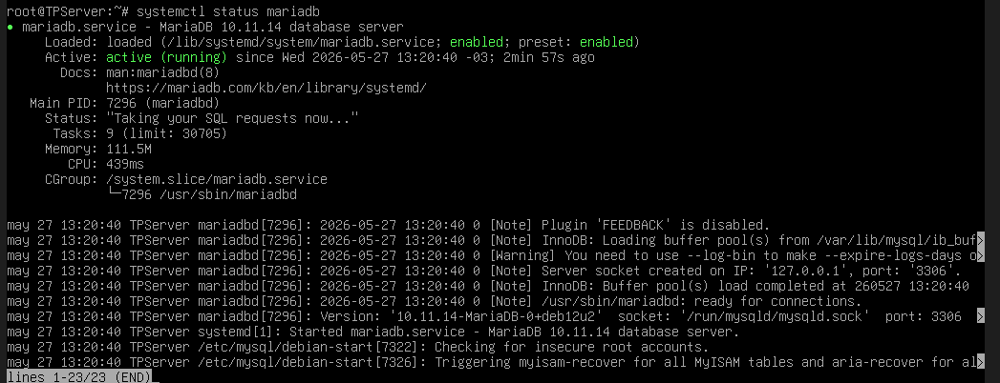 root@TPServer:~# systemctl status mariadb
● mariadb.service - MariaDB 10.11.14 database server
     Loaded: loaded (/lib/systemd/system/mariadb.service; enabled; preset: enabled)
     Active: active (running) since Wed 2026-05-27 13:20:40 -03; 2min 57s ago
       Docs: man:mariadbd(8)
             https://mariadb.com/kb/en/library/systemd/
   Main PID: 7296 (mariadbd)
     Status: "Taking your SQL requests now..."
      Tasks: 9 (limit: 30705)
     Memory: 111.5M
        CPU: 439ms
     CGroup: /system.slice/mariadb.service
             └─7296 /usr/sbin/mariadbd
may 27 13:20:40 TPServer mariadbd[7296]: 2026-05-27 13:20:40 0 [Note] Plugin 'FEEDBACK' is disabled.
may 27 13:20:40 TPServer mariadbd[7296]: 2026-05-27 13:20:40 0 [Note] InnoDB: Loading buffer pool(s) from /var/lib/mysql/ib_buf>
may 27 13:20:40 TPServer mariadbd[7296]: 2026-05-27 13:20:40 0 [Warning] You need to use --log-bin to make --expire-logs-days o>
may 27 13:20:40 TPServer mariadbd[7296]: 2026-05-27 13:20:40 0 [Note] Server socket created on IP: '127.0.0.1', port: '3306'.
may 27 13:20:40 TPServer mariadbd[7296]: 2026-05-27 13:20:40 0 [Note] InnoDB: Buffer pool(s) load completed at 260527 13:20:40
may 27 13:20:40 TPServer mariadbd[7296]: 2026-05-27 13:20:40 0 [Note] /usr/sbin/mariadbd: ready for connections.
may 27 13:20:40 TPServer mariadbd[7296]: Version: '10.11.14-MariaDB-0+deb12u2'  socket: '/run/mysqld/mysqld.sock'  port: 3306  >
may 27 13:20:40 TPServer systemd[1]: Started mariadb.service - MariaDB 10.11.14 database server.
may 27 13:20:40 TPServer /etc/mysql/debian-start[7322]: Checking for insecure root accounts.
may 27 13:20:40 TPServer /etc/mysql/debian-start[7326]: Triggering myisam-recover for all MyISAM tables and aria-recover for al>
lines 1-23/23 (END)